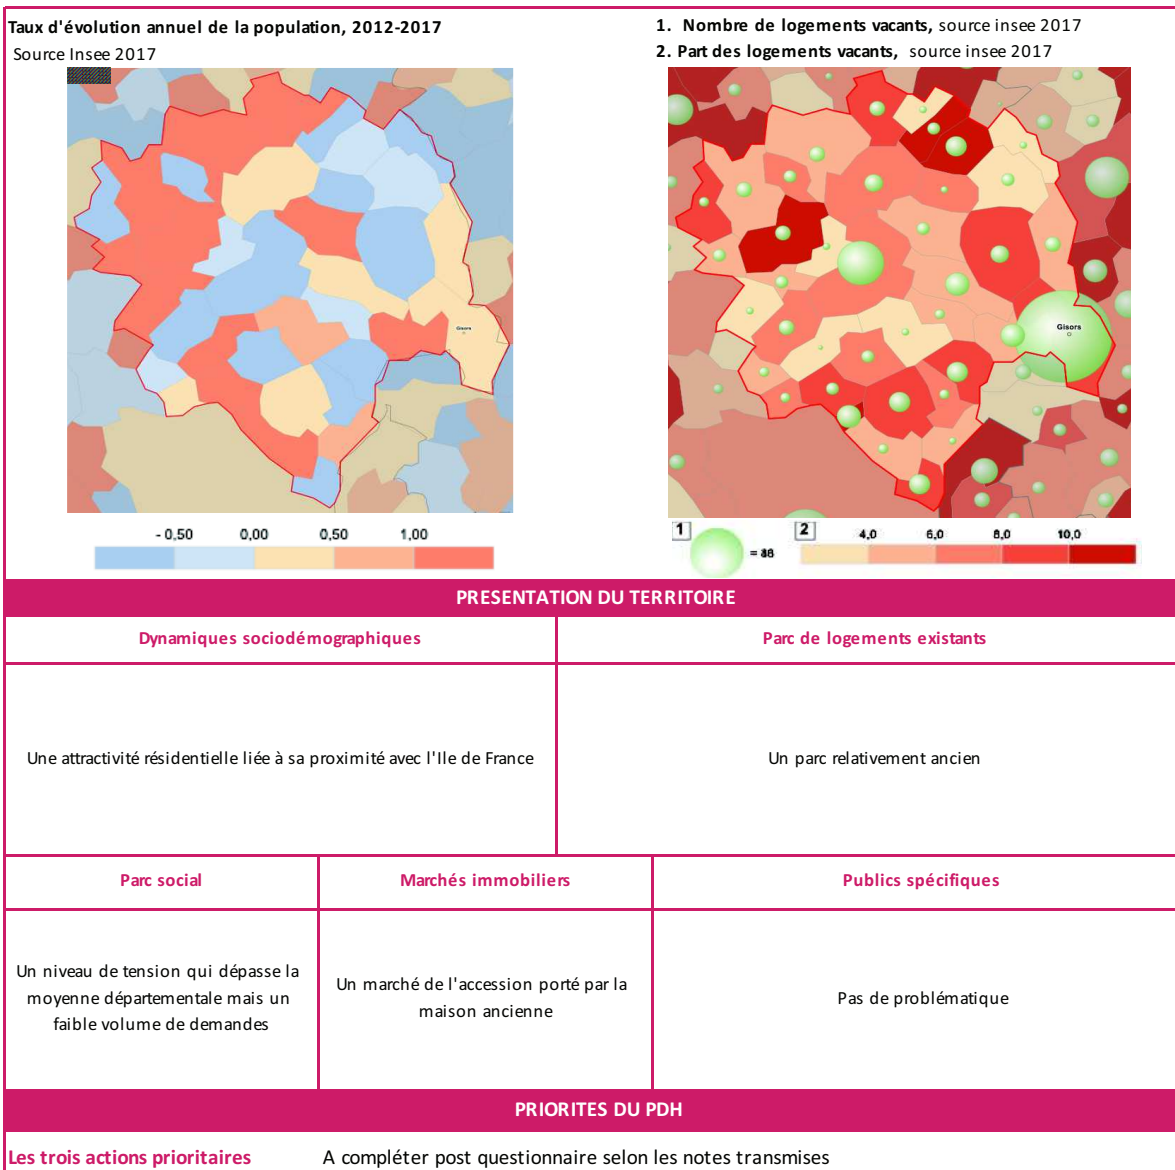 Taux d'évolution annuel de la population, 2012-2017
Source Insee 2017
1. Nombre de logements vacants, source insee 2017
2. Part des logements vacants, source insee 2017
Gisors
Gisors
- 0,50 0,00 0,50 1,00
1 = 86 2 4,0 6,0 8,0 10,0
PRESENTATION DU TERRITOIRE
Dynamiques sociodémographiques
Parc de logements existants
Une attractivité résidentielle liée à sa proximité avec l'Ile de France
Un parc relativement ancien
Parc social
Marchés immobiliers
Publics spécifiques
Un niveau de tension qui dépasse la
moyenne départementale mais un
faible volume de demandes
Un marché de l'accession porté par la
maison ancienne
Pas de problématique
PRIORITES DU PDH
Les trois actions prioritaires A compléter post questionnaire selon les notes transmises